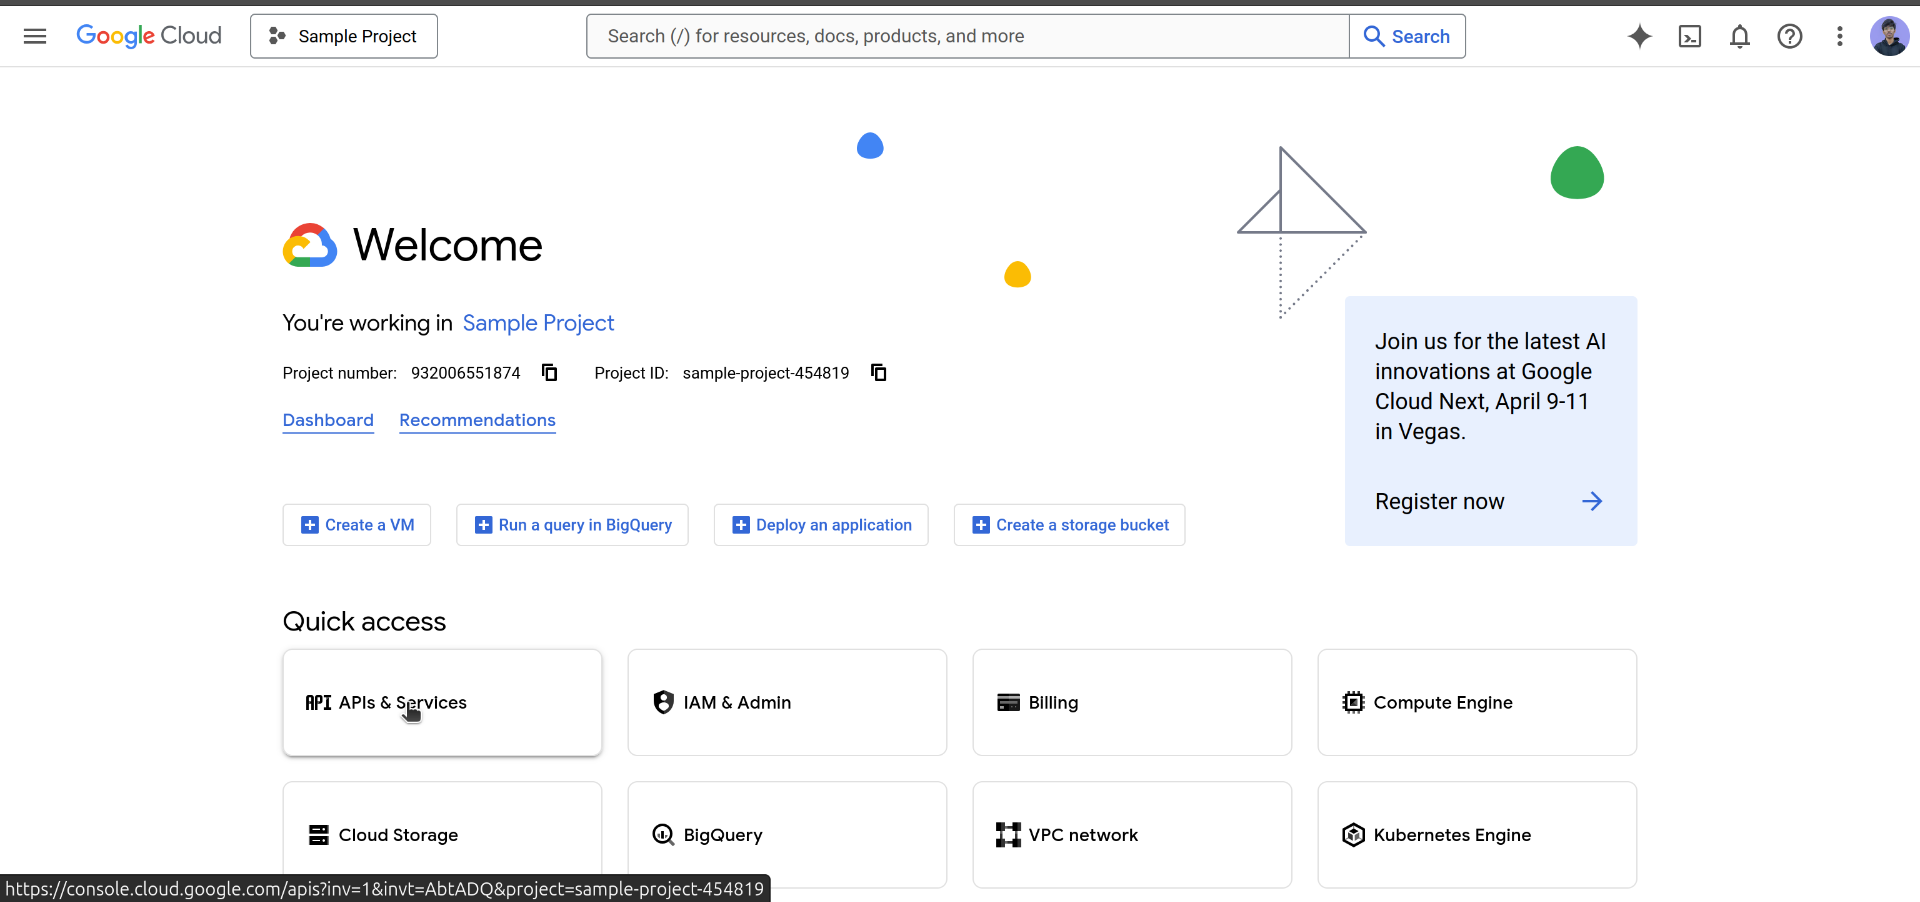 Google Cloud
Sample Project
Search (/) for resources, docs, products, and more
Search
Welcome
You're working in Sample Project
Project number: 932006551874 Project ID: sample-project-454819
Dashboard Recommendations
Join us for the latest AI
innovations at Google
Cloud Next, April 9-11
in Vegas.
Register now
Create a VM
Run a query in BigQuery
Deploy an application
Create a storage bucket
Quick access
API APIs & Services
IAM & Admin
Billing
Compute Engine
Cloud Storage
BigQuery
VPC network
Kubernetes Engine
https://console.cloud.google.com/apis?inv=1&invt=AbtADQ&project=sample-project-454819